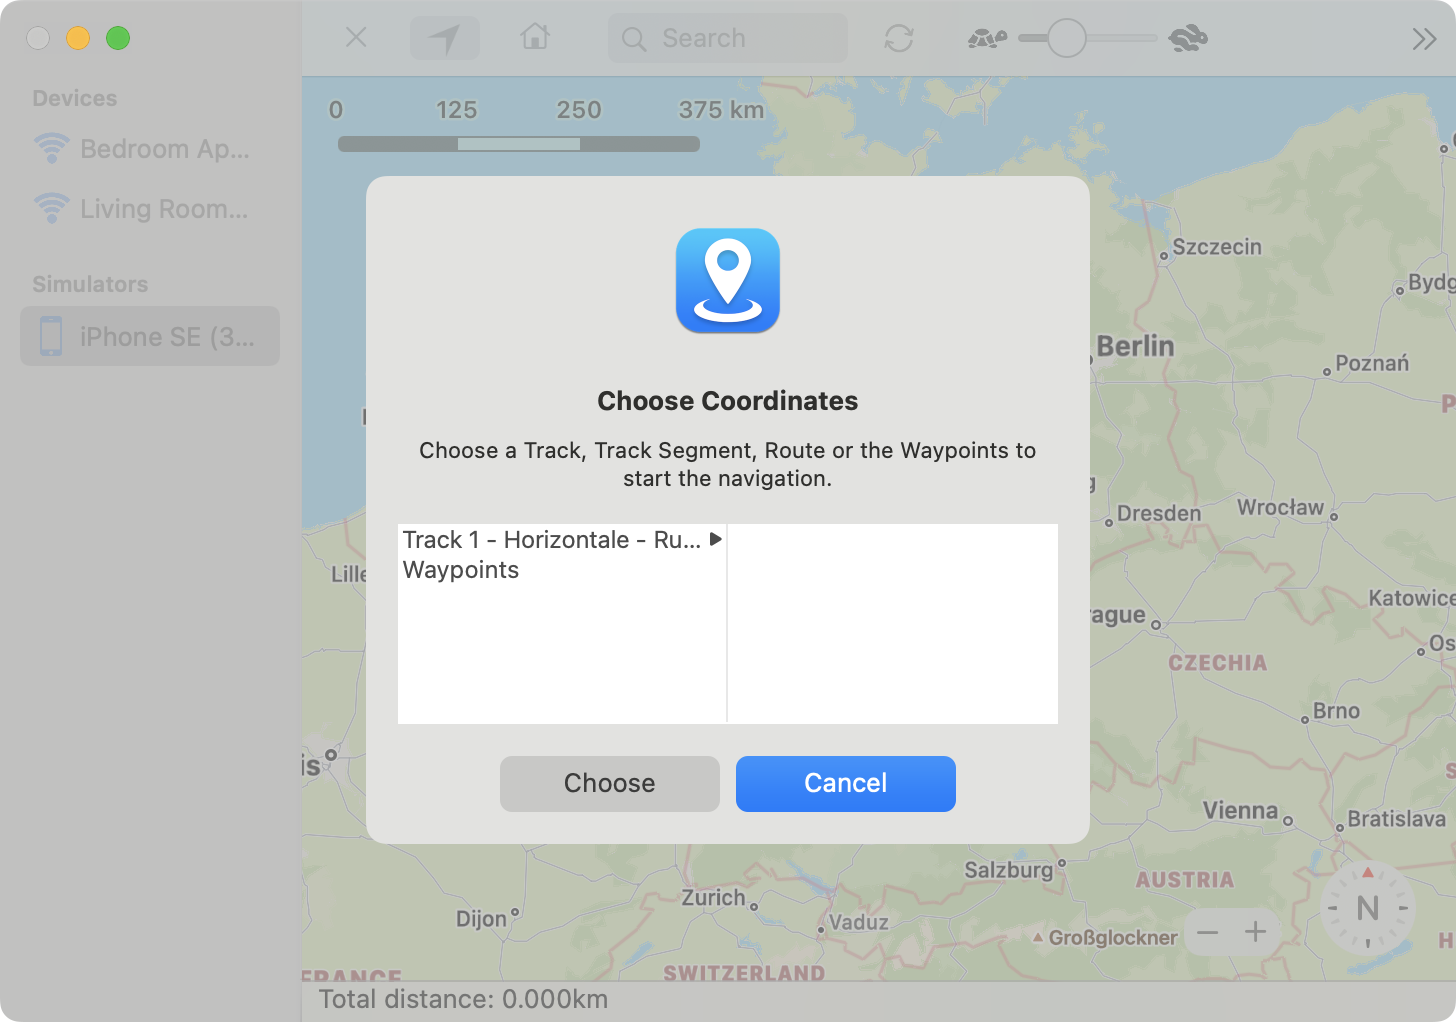 Search
Devices
Bedroom Ap...
Living Room...
Simulators
iPhone SE (3...
0 125 250 375 km
Szczecin
Bydg
Berlin
Poznań
Choose Coordinates
Choose a Track, Track Segment, Route or the Waypoints to
start the navigation.
Track 1 - Horizontale - Ru...
Waypoints
Choose
Cancel
Dresden
Wrocław
Lille
Katowice
ague
CZECHIA
Os
Brno
is
Vienna
Bratislava
Salzburg
AUSTRIA
Zurich
Dijon
Vaduz
Großglockner
N
H
FRANCE
SWITZERLAND
Total distance: 0.000km